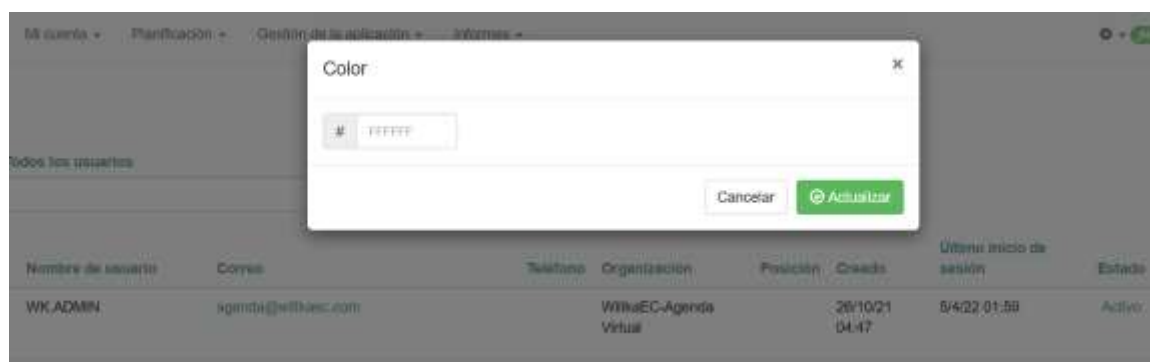 Mi cuenta Planificación Gestión de la aplicación Informes
Color ×
# FFFFFF
Todos los usuarios
Cancelar Actualizar
Último inicio de
Nombre de usuario Correo Teléfono Organización Posición Creado sesión Estado
WK.ADMIN agenda@willkaec.com WillkaEC-Agenda 26/10/21 5/4/22 01:59 Activo
Virtual 04:47